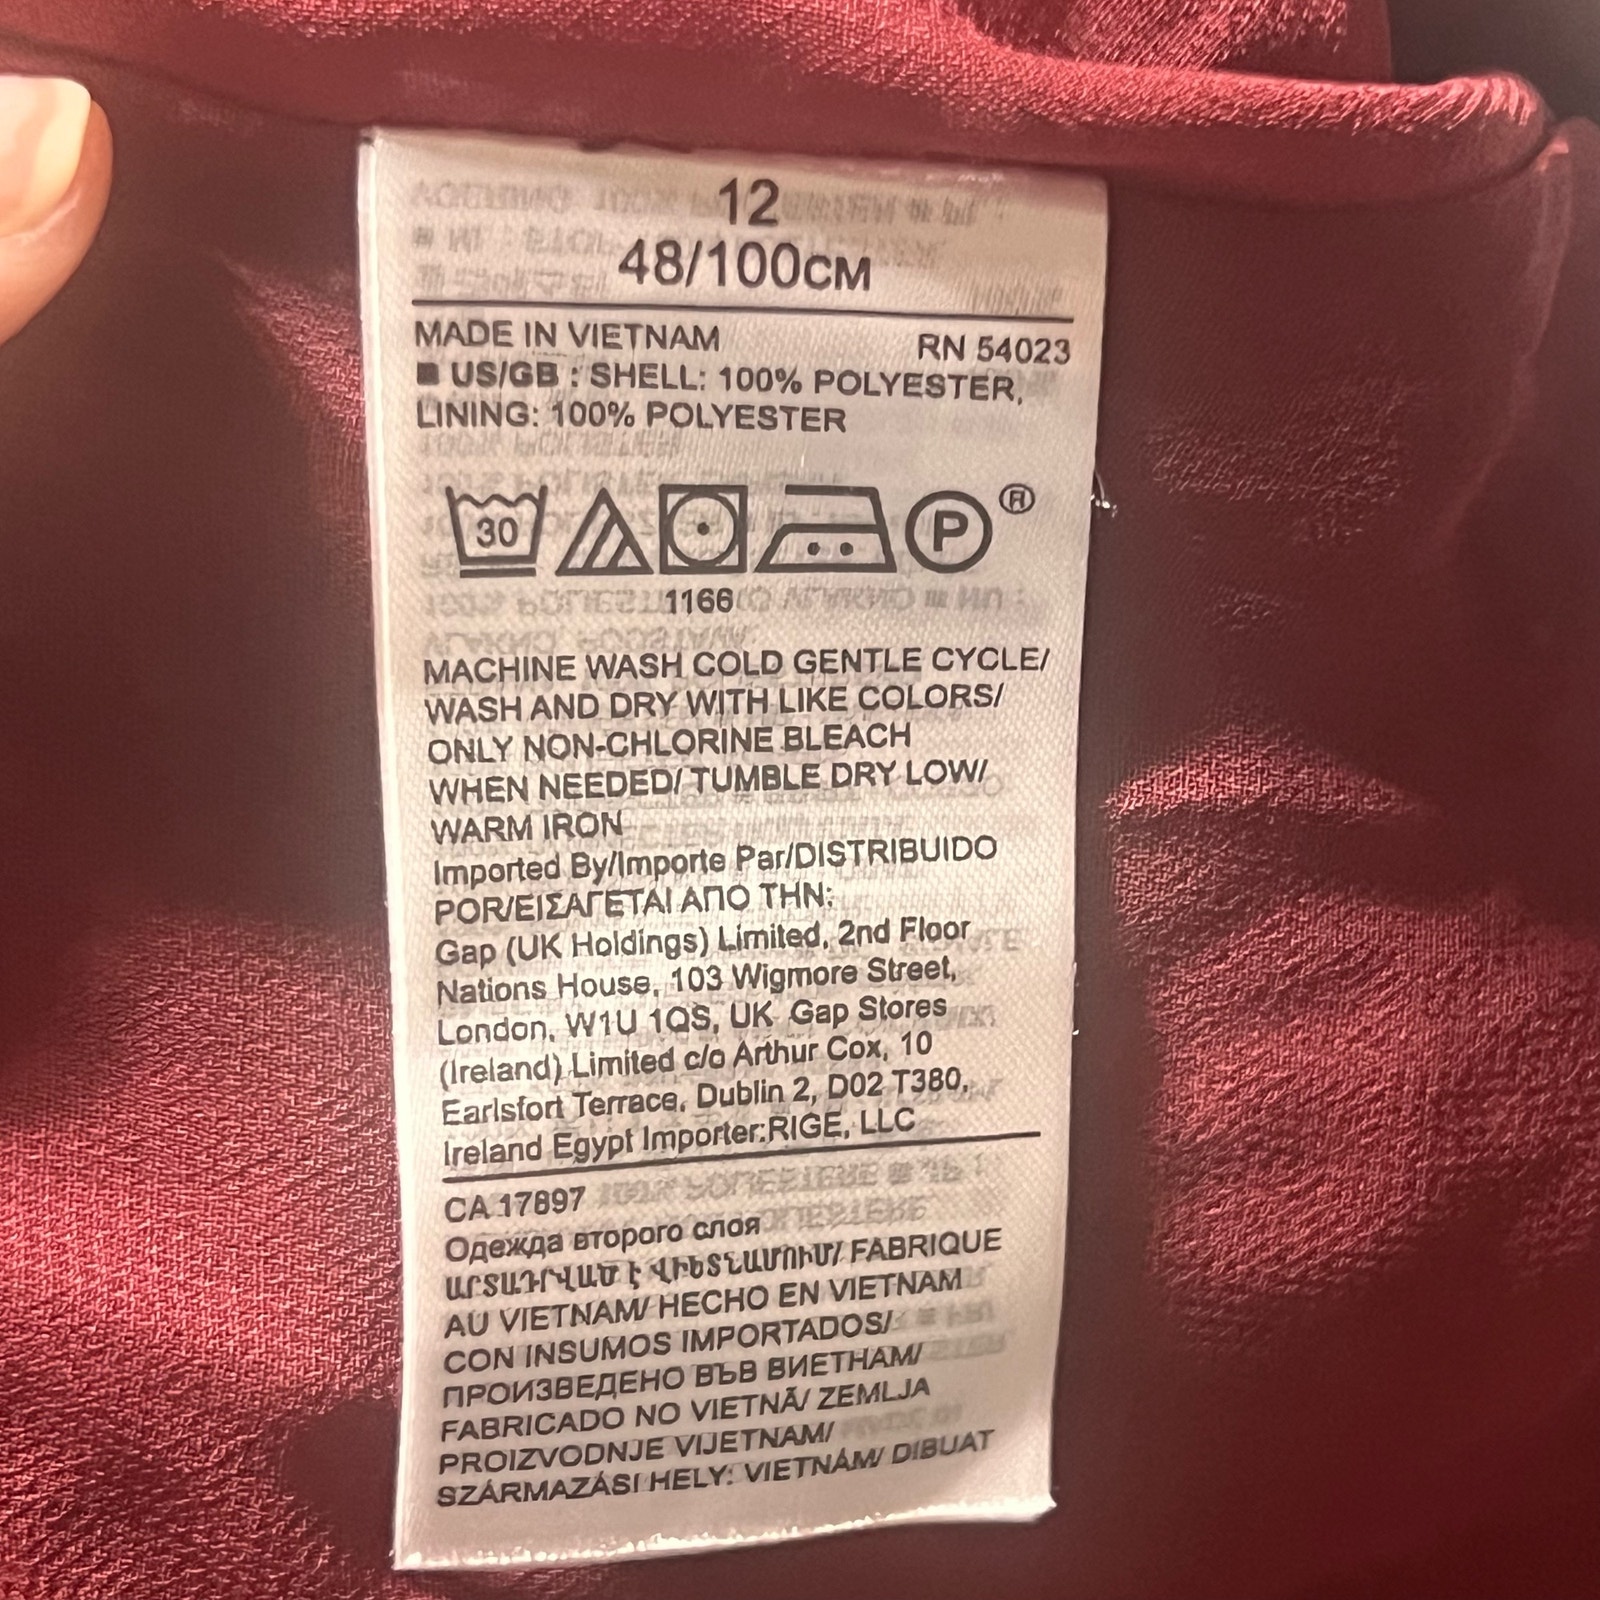 12
48/100CM
MADE IN VIETNAM RN 54023
■ US/GB : SHELL: 100% POLYESTER,
LINING: 100% POLYESTER
30 P ®
1166
MACHINE WASH COLD GENTLE CYCLE/
WASH AND DRY WITH LIKE COLORS/
ONLY NON-CHLORINE BLEACH
WHEN NEEDED/ TUMBLE DRY LOW/
WARM IRON
Imported By/Importe Par/DISTRIBUIDO
POR/ΕΙΣΑΓΕΤΑΙ ΑΠΟ ΤΗΝ:
Gap (UK Holdings) Limited, 2nd Floor
Nations House, 103 Wigmore Street,
London, W1U 1QS, UK Gap Stores
(Ireland) Limited c/o Arthur Cox, 10
Earlsfort Terrace, Dublin 2, D02 T380,
Ireland Egypt Importer:RIGE, LLC
CA 17897
Одежда второго слоя
ԱՐՏԱԴՐՎԱԾ Է ՎԻԵՏՆԱՄՈՒՄ/ FABRIQUE
AU VIETNAM/ HECHO EN VIETNAM
CON INSUMOS IMPORTADOS/
ПРОИЗВЕДЕНО ВЪВ ВИЕТНАМ/
FABRICADO NO VIETNÃ/ ZEMLJA
PROIZVODNJE VIJETNAM/
SZÁRMAZÁSI HELY: VIETNÁM/ DIBUAT